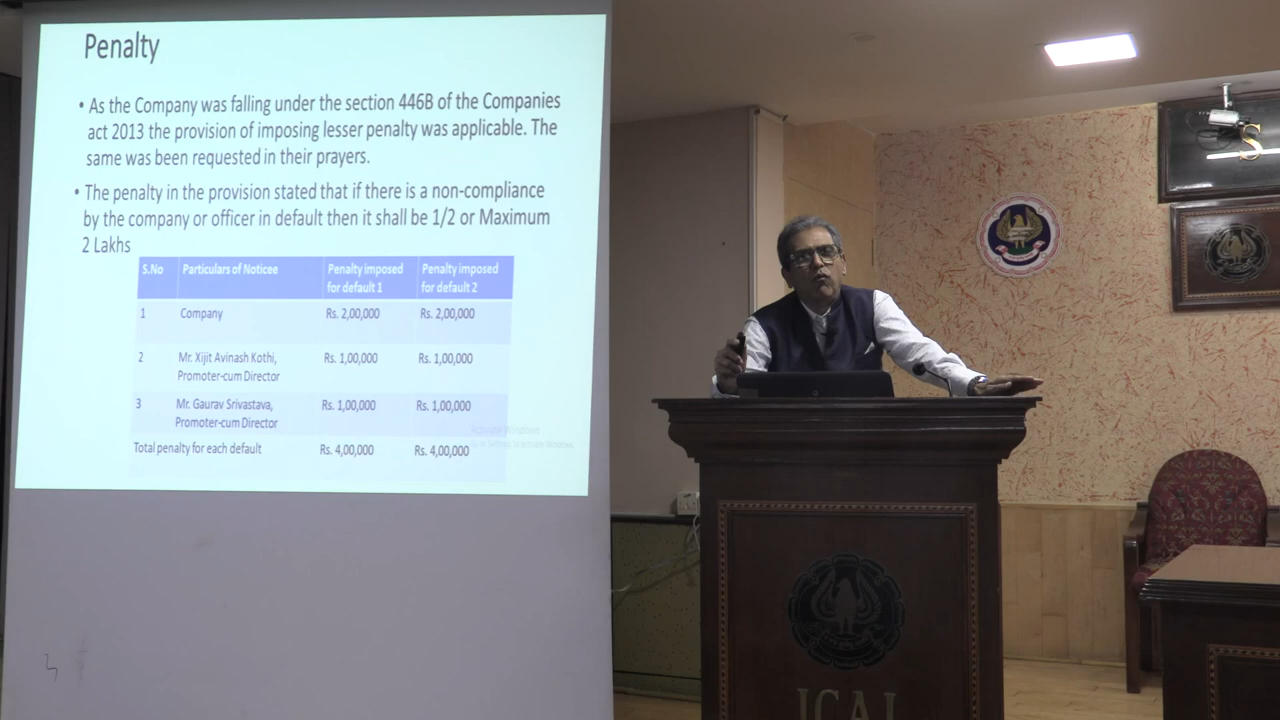 Penalty
• As the Company was falling under the section 446B of the Companies
act 2013 the provision of imposing lesser penalty was applicable. The
same was been requested in their prayers.
• The penalty in the provision stated that if there is a non-compliance
by the company or officer in default then it shall be 1/2 or Maximum
2 Lakhs
S.No Particulars of Noticee Penalty imposed for default 1 Penalty imposed for default 2
1 Company Rs. 2,00,000 Rs. 2,00,000
2 Mr. Xijit Avinash Kothi, Rs. 1,00,000 Rs. 1,00,000
Promoter-cum Director
3 Mr. Gaurav Srivastava, Rs. 1,00,000 Rs. 1,00,000
Promoter-cum Director
Total penalty for each default Rs. 4,00,000 Rs. 4,00,000
Activate Windows
Go to Settings to activate Windows.
S
ICAI